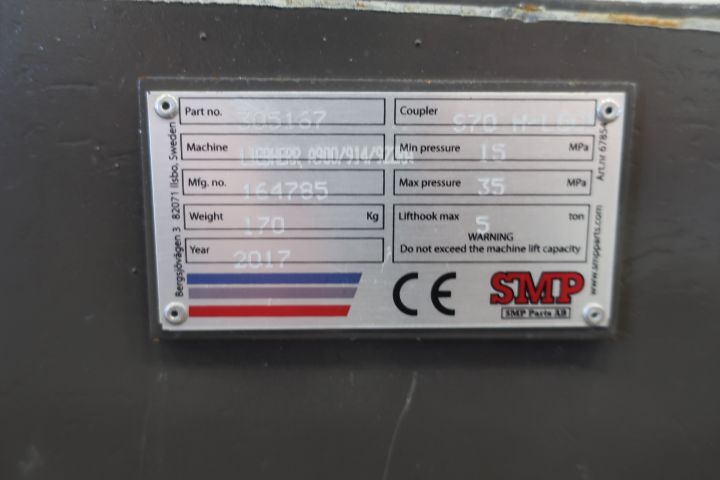 Part no. 305167
Machine LIEBHERR A900/914/
Mfg. no. 164785
Weight 170 Kg
Year 2017
Coupler S70
Min pressure 15 MPa
Max pressure 35 MPa
Lifthook max 5 ton
WARNING
Do not exceed the machine lift capacity
CE
SMP
SMP Parts AB
Bergsjövägen 3 82071 Ilsbo, Sweden
www.smpparts.com
Art.nr